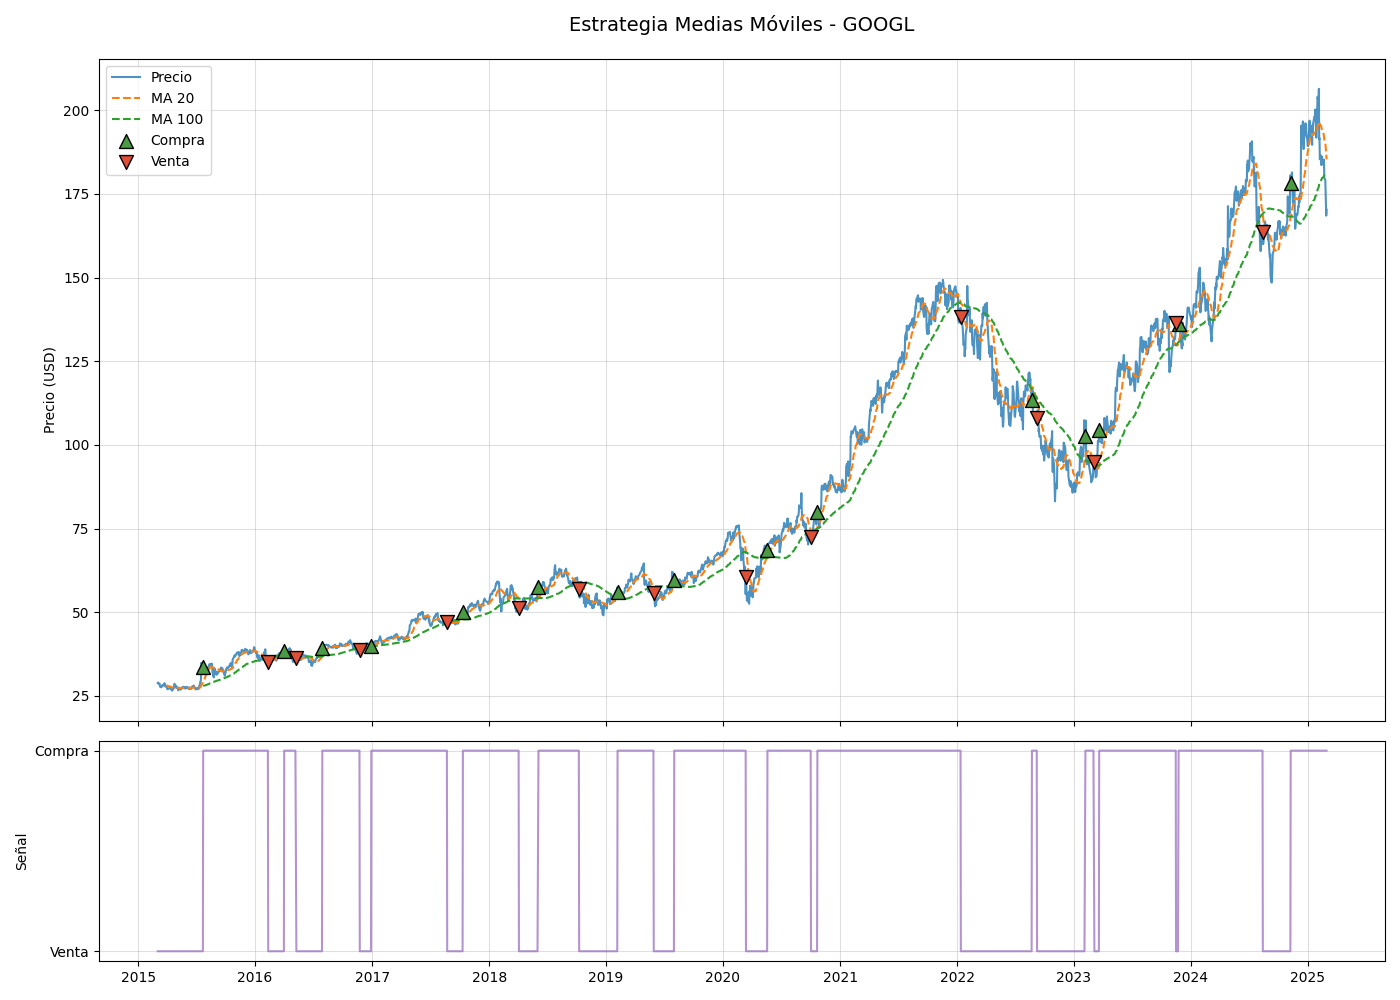 Estrategia Medias Móviles - GOOGL
Precio
MA 20
MA 100
Compra
Venta
Precio (USD)
200
175
150
125
100
75
50
25
Señal
Compra
Venta
2015 2016 2017 2018 2019 2020 2021 2022 2023 2024 2025